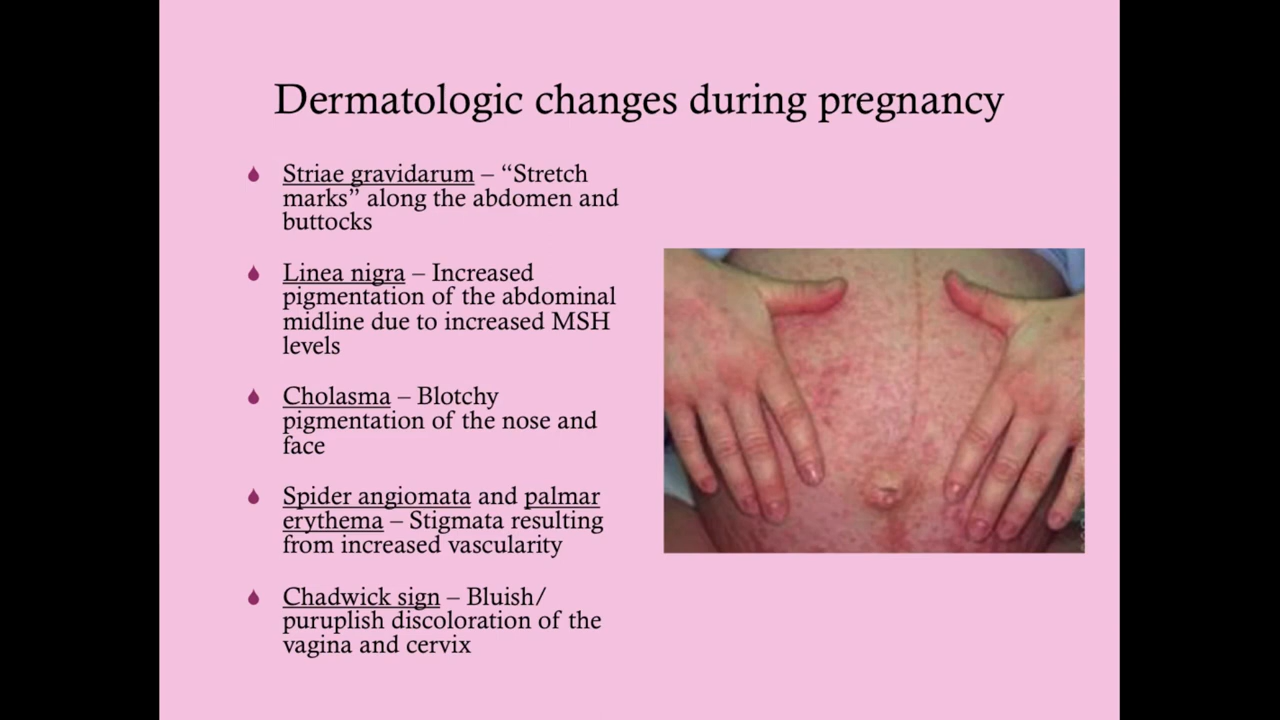 Dermatologic changes during pregnancy
Striae gravidarum – “Stretch
marks” along the abdomen and
buttocks
Linea nigra – Increased
pigmentation of the abdominal
midline due to increased MSH
levels
Cholasma – Blotchy
pigmentation of the nose and
face
Spider angiomata and palmar
erythema – Stigmata resulting
from increased vascularity
Chadwick sign – Bluish/
puruplish discoloration of the
vagina and cervix